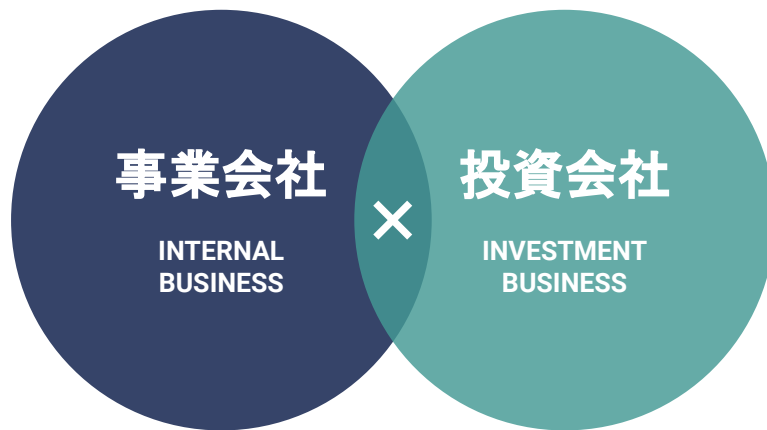 事業会社
INTERNAL
BUSINESS
×
投資会社
INVESTMENT
BUSINESS